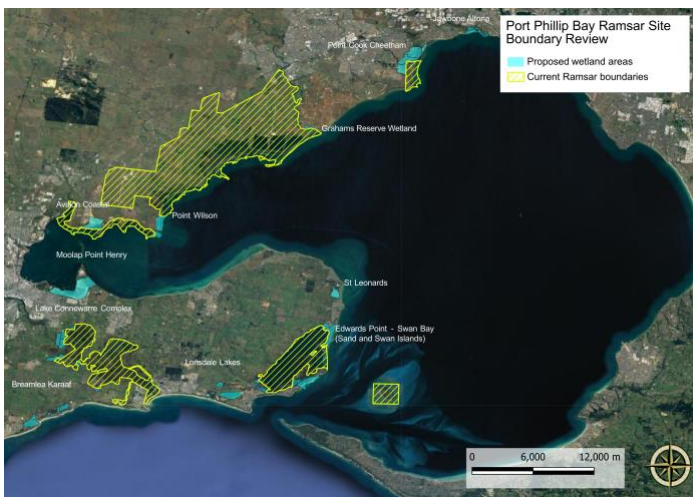 Port Phillip Bay Ramsar Site
Boundary Review
Proposed wetland areas
Current Ramsar boundaries
Jawbone Altona
Point Cook Cheetham
Grahams Reserve Wetland
Avalon Coastal
Point Wilson
Moolap Point Henry
St Leonards
Lake Connewarre Complex
Edwards Point - Swan Bay
(Sand and Swan Islands)
Lonsdale Lakes
Breamlea Karaaf
0 6,000 12,000 m